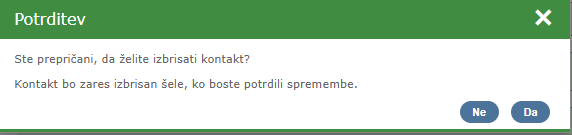 Potrditev
Ste prepričani, da želite izbrisati kontakt?
Kontakt bo zares izbrisan šele, ko boste potrdili spremembe.
Ne Da